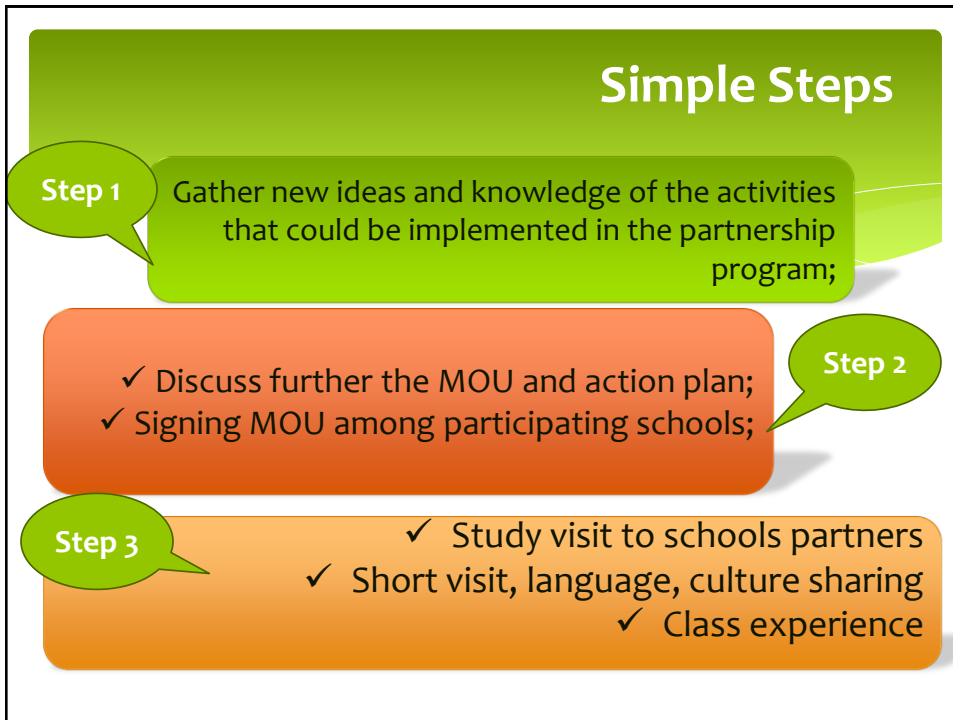 Simple Steps
Step 1
Gather new ideas and knowledge of the activities
that could be implemented in the partnership
program;
Step 2
✓ Discuss further the MOU and action plan;
✓ Signing MOU among participating schools;
Step 3
✓ Study visit to schools partners
✓ Short visit, language, culture sharing
✓ Class experience